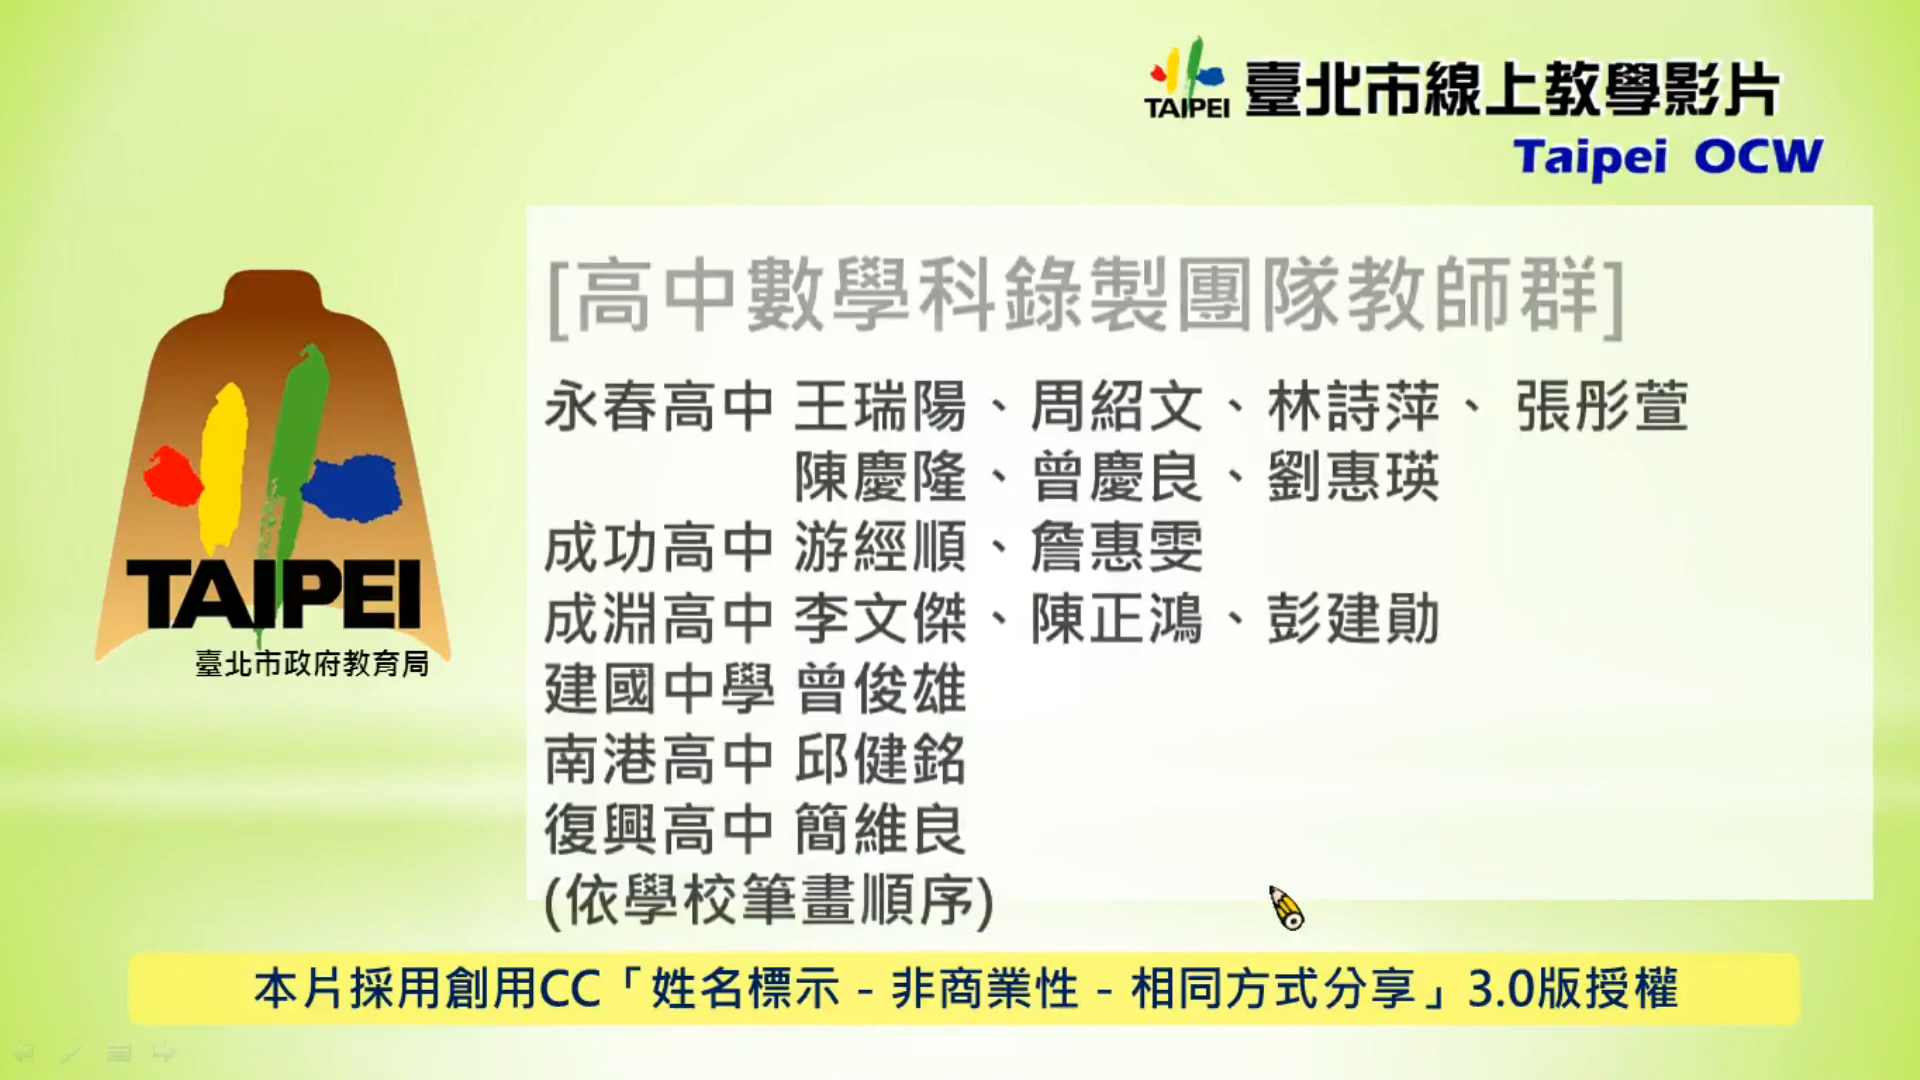 TAIPEI 臺北市線上教學影片
Taipei OCW
[高中數學科錄製團隊教師群]
永春高中 王瑞陽、周紹文、林詩萍、 張彤萱
陳慶隆、曾慶良、劉惠瑛
成功高中 游經順、詹惠雯
成淵高中 李文傑、陳正鴻、彭建勛
建國中學 曾俊雄
南港高中 邱健銘
復興高中 簡維良
(依學校筆畫順序)
TAIPEI
臺北市政府教育局
本片採用創用CC「姓名標示 - 非商業性 - 相同方式分享」3.0版授權